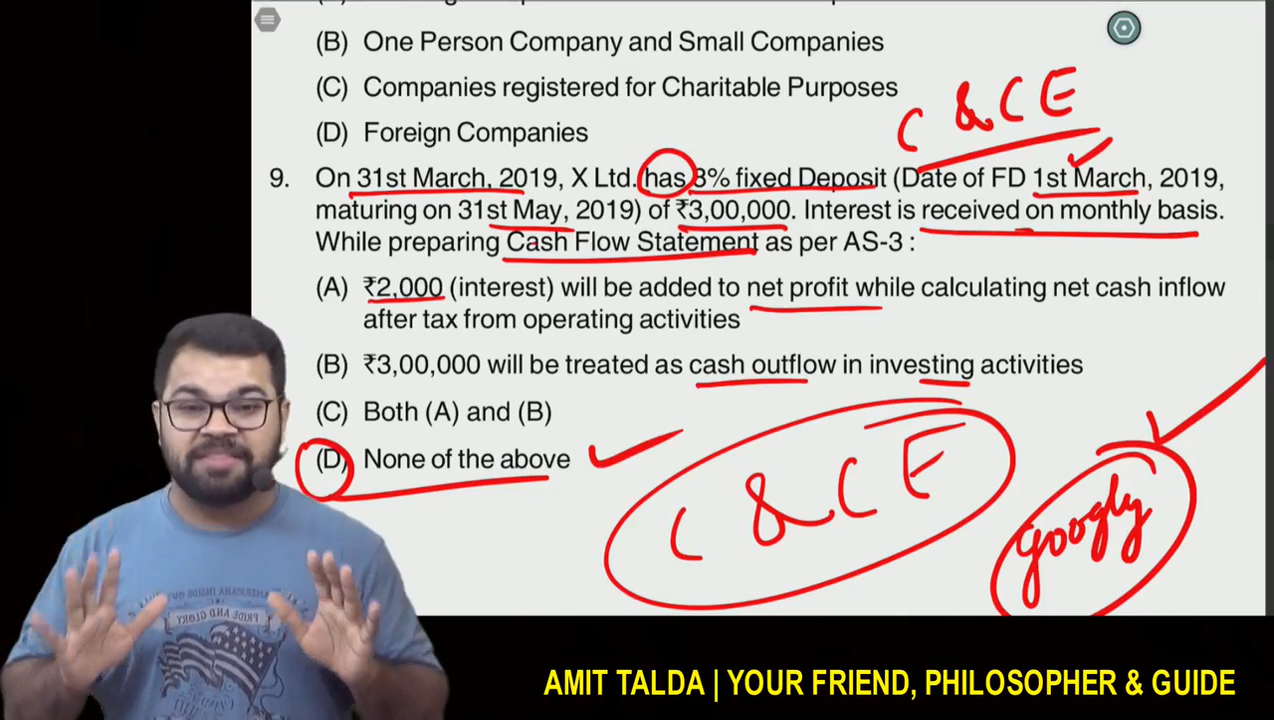 (B) One Person Company and Small Companies
(C) Companies registered for Charitable Purposes
C & C E
(D) Foreign Companies
9. On 31st March, 2019, X Ltd. has 8% fixed Deposit (Date of FD 1st March, 2019,
maturing on 31st May, 2019) of ₹3,00,000. Interest is received on monthly basis.
While preparing Cash Flow Statement as per AS-3 :
(A) ₹2,000 (interest) will be added to net profit while calculating net cash inflow
after tax from operating activities
(B) ₹3,00,000 will be treated as cash outflow in investing activities
(C) Both (A) and (B)
(D) None of the above
C & C E
googly
PRIDE AND GLORY
AMIT TALDA | YOUR FRIEND, PHILOSOPHER & GUIDE